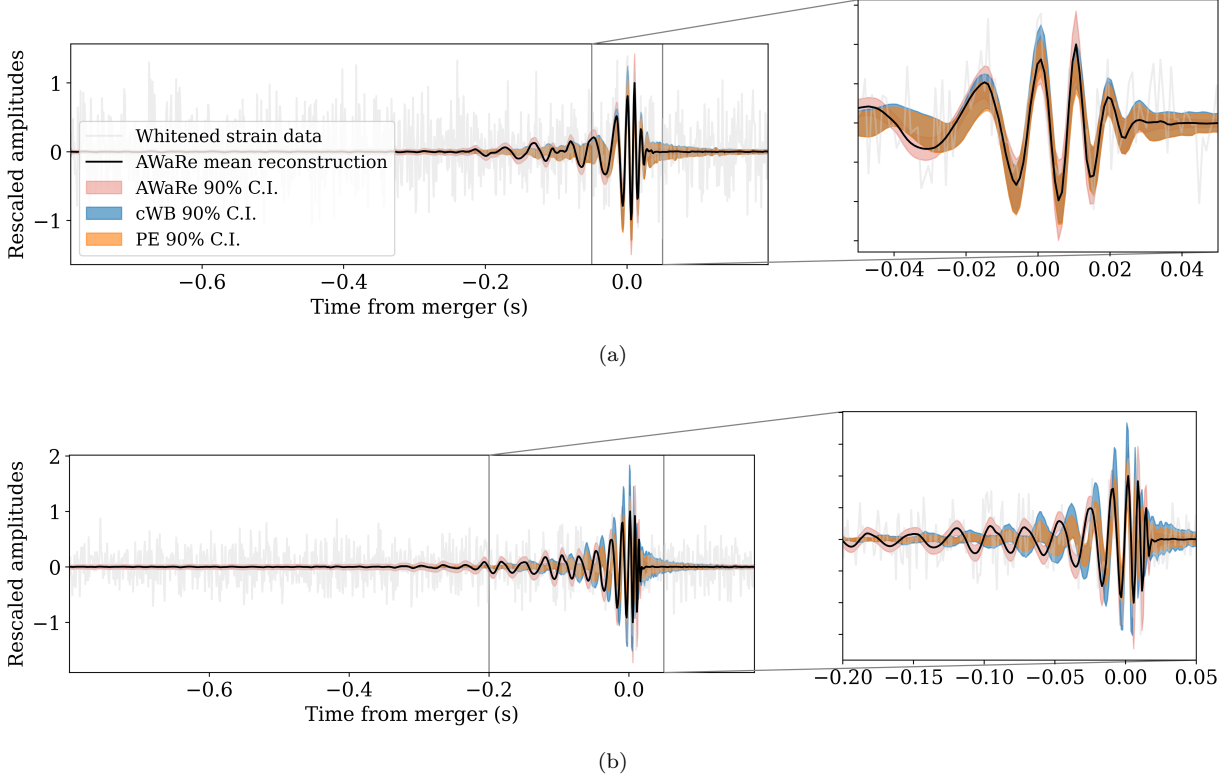 Rescaled amplitudes
1
0
−1
Whitened strain data
AWaRe mean reconstruction
AWaRe 90% C.I.
cWB 90% C.I.
PE 90% C.I.
−0.6 −0.4 −0.2 0.0
Time from merger (s)
−0.04 −0.02 0.00 0.02 0.04
(a)
Rescaled amplitudes
2
1
0
−1
−0.6 −0.4 −0.2 0.0
Time from merger (s)
−0.20 −0.15 −0.10 −0.05 0.00 0.05
(b)